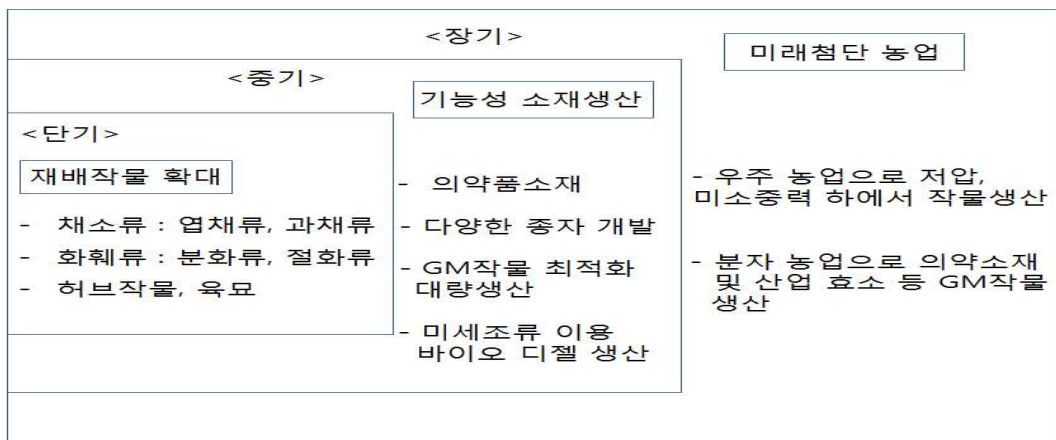 <장기>
미래첨단 농업
<중기>
기능성 소재생산
<단기>
재배작물 확대
- 채소류 : 엽채류, 과채류
- 화훼류 : 분화류, 절화류
- 허브작물, 육묘
- 의약품소재
- 다양한 종자 개발
- GM작물 최적화
대량생산
- 미세조류 이용
바이오 디젤 생산
- 우주 농업으로 저압,
미소중력 하에서 작물생산
- 분자 농업으로 의약소재
및 산업 효소 등 GM작물
생산